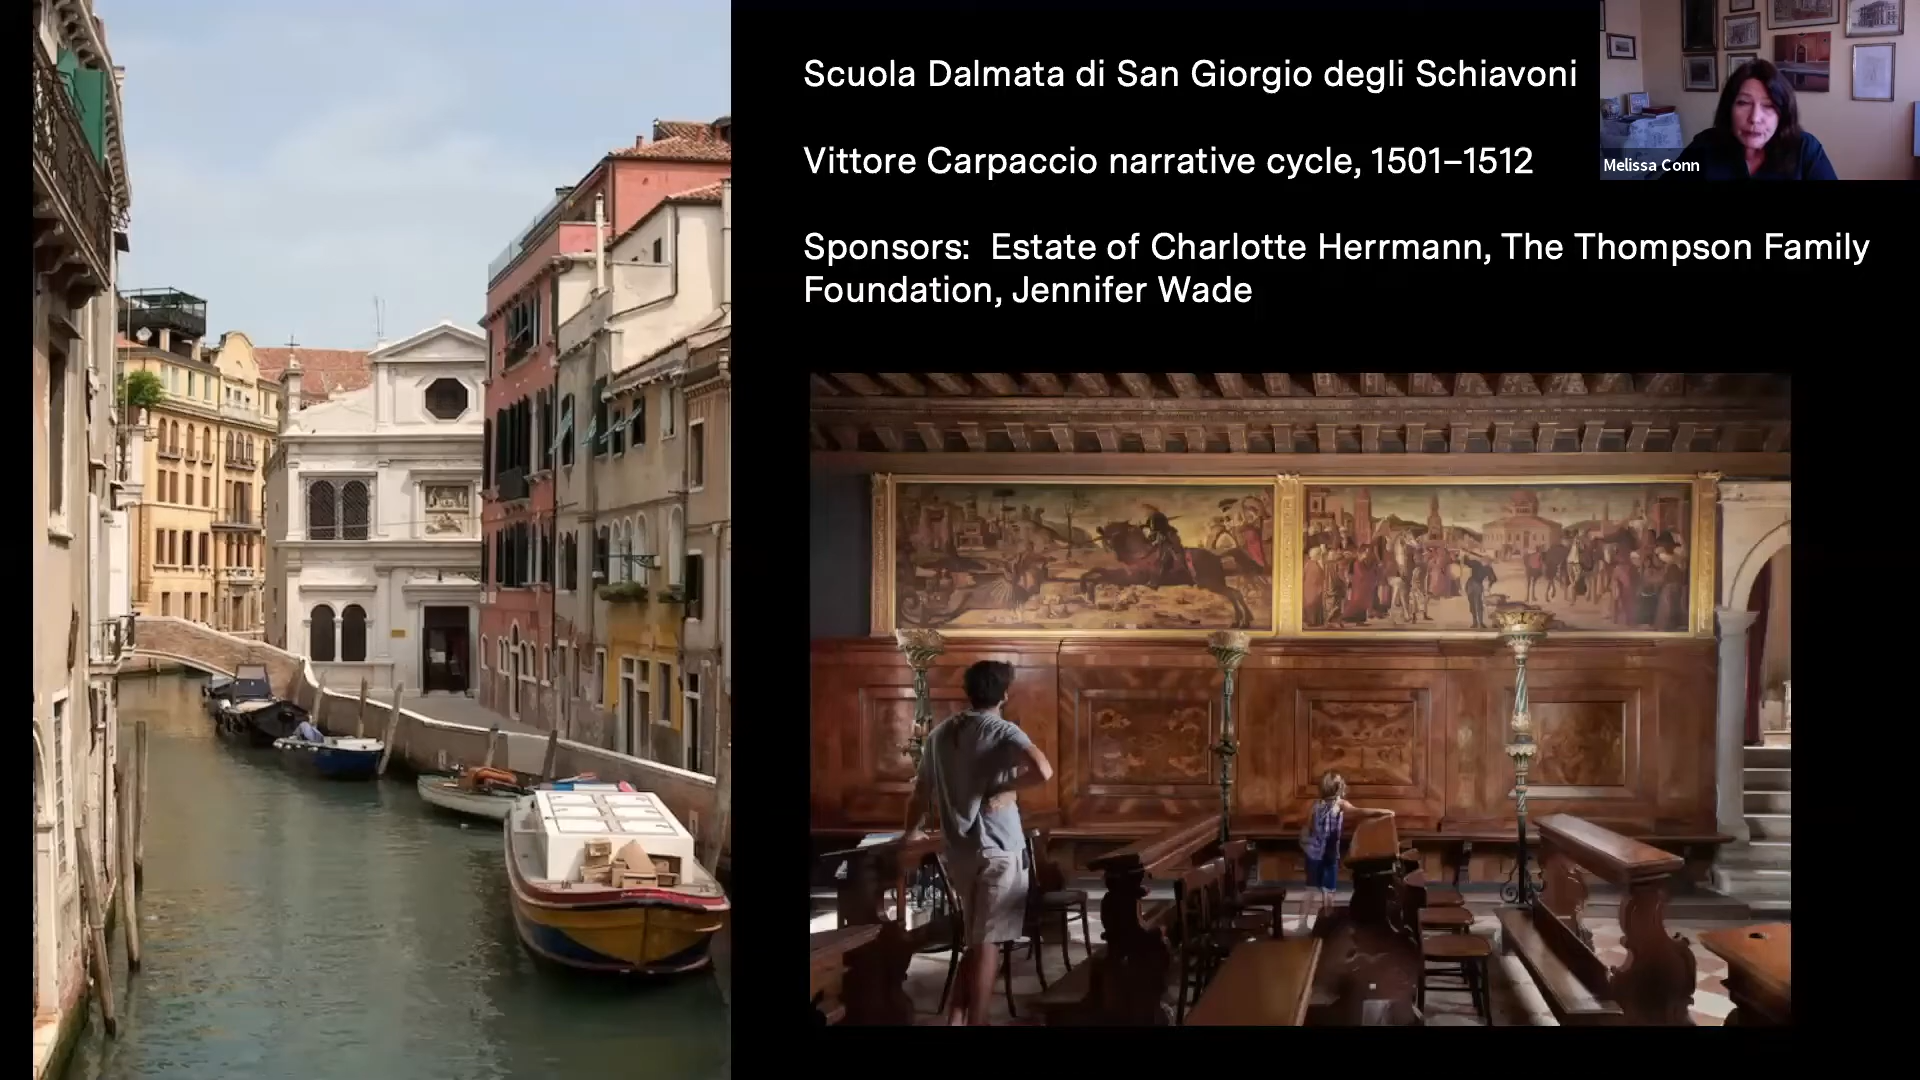 Scuola Dalmata di San Giorgio degli Schiavoni
Vittore Carpaccio narrative cycle, 1501–1512
Sponsors:  Estate of Charlotte Herrmann, The Thompson Family
Foundation, Jennifer Wade
Melissa Conn